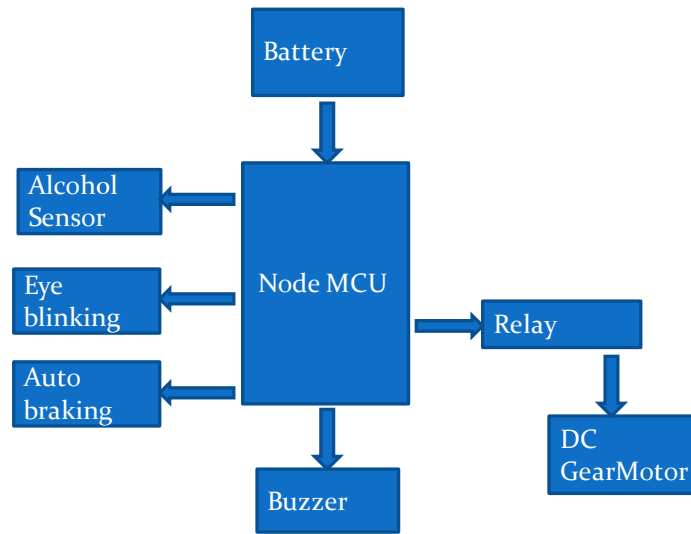 Battery
Alcohol
Sensor
Eye
blinking
Auto
braking
Node MCU
Relay
DC
GearMotor
Buzzer